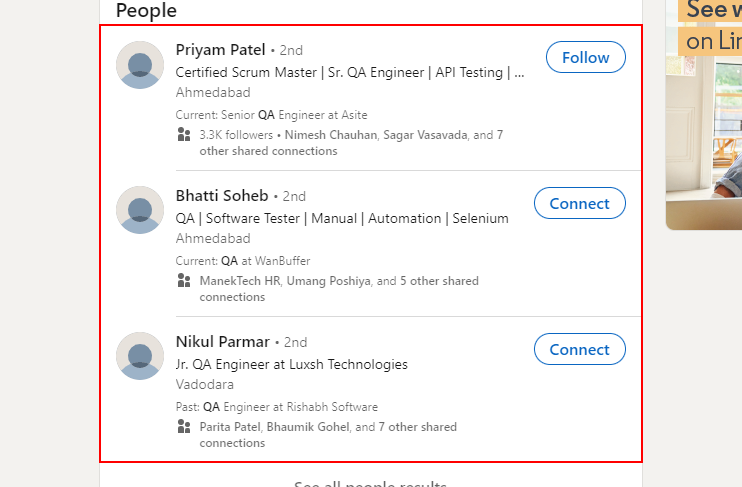 People
Priyam Patel • 2nd
Follow
Certified Scrum Master | Sr. QA Engineer | API Testing | ...
Ahmedabad
Current: Senior QA Engineer at Asite
3.3K followers • Nimesh Chauhan, Sagar Vasavada, and 7
other shared connections
Bhatti Soheb • 2nd
Connect
QA | Software Tester | Manual | Automation | Selenium
Ahmedabad
Current: QA at WanBuffer
ManekTech HR, Umang Poshiya, and 5 other shared
connections
Nikul Parmar • 2nd
Connect
Jr. QA Engineer at Luxsh Technologies
Vadodara
Past: QA Engineer at Rishabh Software
Parita Patel, Bhaumik Gohel, and 7 other shared
connections
See all people results
See
on